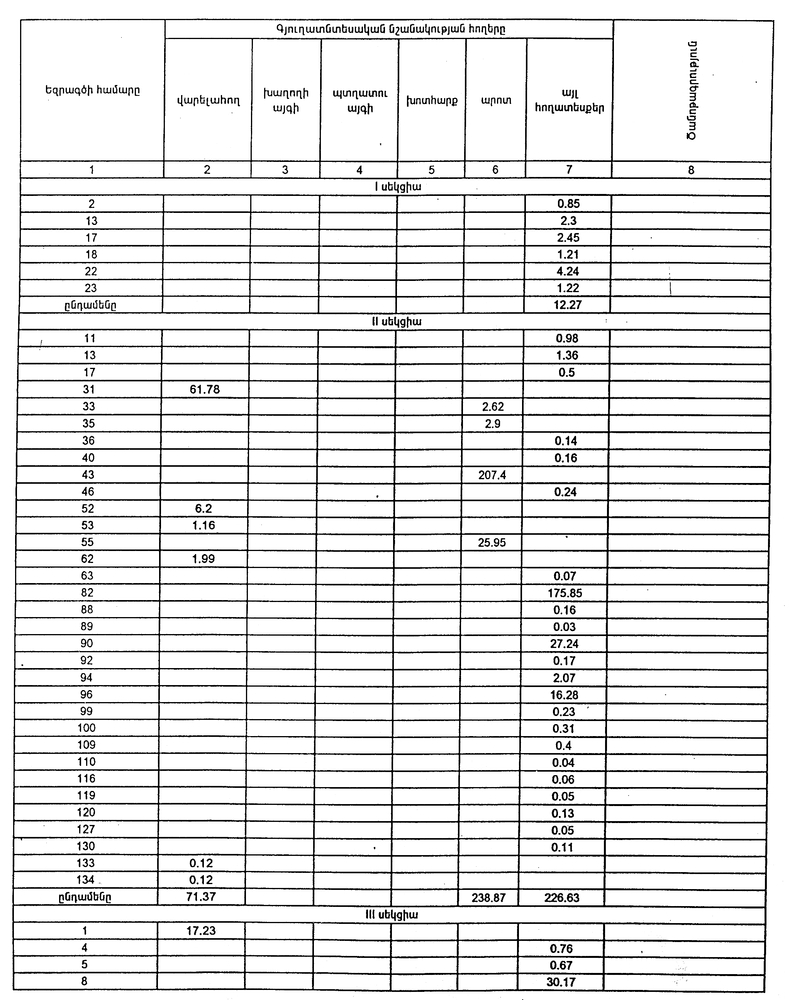 Գյուղատնտեսական նշանակության հողերը
Եզրագծի համարը
վարելահող
խաղողի
այգի
պտղատու
այգի
խոտհարք
արոտ
այլ
հողատեսքեր
Ծանոթագրություն
1 2 3 4 5 6 7 8
I սեկցիա
2 0.85
13 2.3
17 2.45
18 1.21
22 4.24
23 1.22
ընդամենը 12.27
II սեկցիա
11 0.98
13 1.36
17 0.5
31 61.78
33 2.62
35 2.9
36 0.14
40 0.16
43 207.4
46 0.24
52 6.2
53 1.16
55 25.95
62 1.99
63 0.07
82 175.85
88 0.16
89 0.03
90 27.24
92 0.17
94 2.07
96 16.28
99 0.23
100 0.31
109 0.4
110 0.04
116 0.06
119 0.05
120 0.13
127 0.05
130 0.11
133 0.12
134 0.12
ընդամենը 71.37 238.87 226.63
III սեկցիա
1 17.23
4 0.76
5 0.67
8 30.17